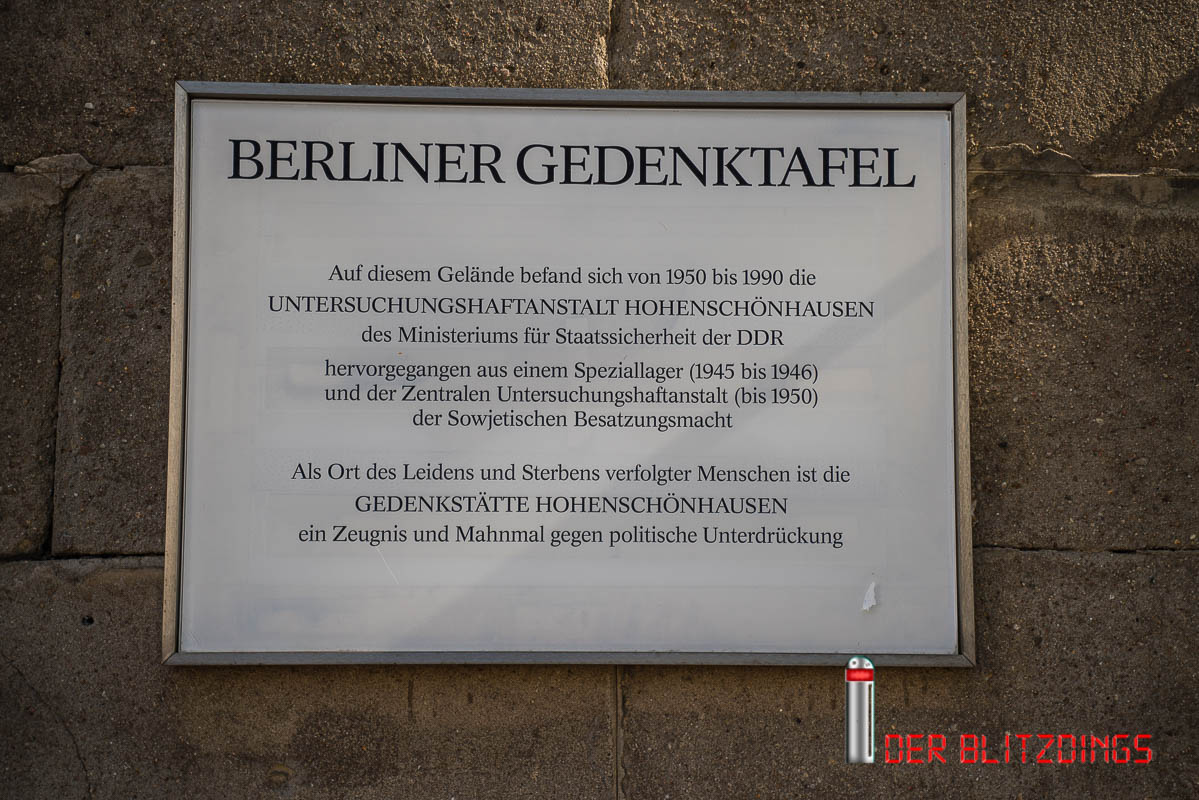 BERLINER GEDENKTAFEL
Auf diesem Gelände befand sich von 1950 bis 1990 die
UNTERSUCHUNGSHAFTANSTALT HOHENSCHÖNHAUSEN
des Ministeriums für Staatssicherheit der DDR
hervorgegangen aus einem Speziallager (1945 bis 1946)
und der Zentralen Untersuchungshaftanstalt (bis 1950)
der Sowjetischen Besatzungsmacht
Als Ort des Leidens und Sterbens verfolgter Menschen ist die
GEDENKSTÄTTE HOHENSCHÖNHAUSEN
ein Zeugnis und Mahnmal gegen politische Unterdrückung
DER BLITZDINGS